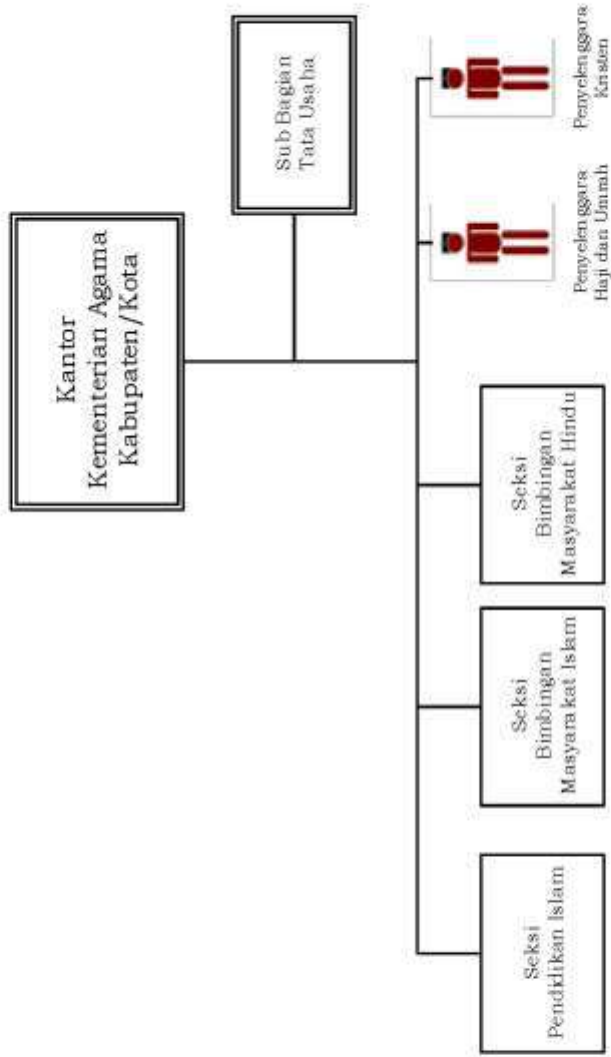 Kantor
Kementerian Agama
Kabupaten/Kota
Sub Bagian
Tata Usaha
Seksi
Pendidikan Islam
Seksi
Bimbingan
Masyarakat Islam
Seksi
Bimbingan
Masyarakat Hindu
Penyelenggara
Haji dan Umrah
Penyelenggara
Kristen